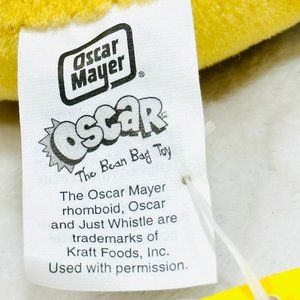 Oscar
Mayer
®
OSCAR
The Bean Bag Toy
The Oscar Mayer
rhomboid, Oscar
and Just Whistle are
trademarks of
Kraft Foods, Inc.
Used with permission.